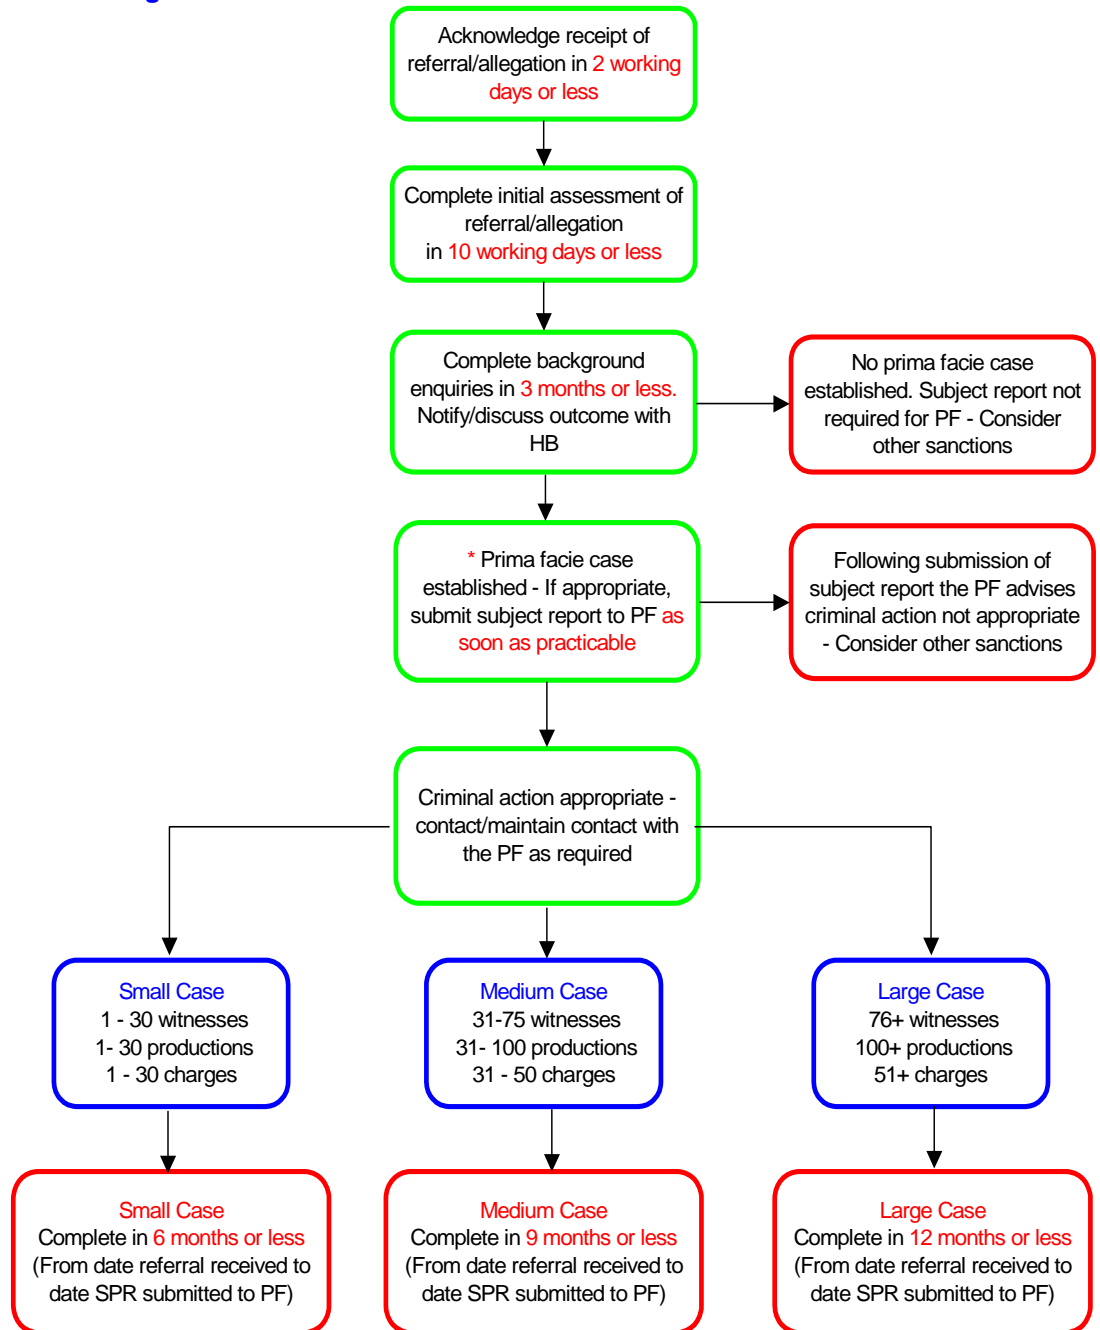 Acknowledge receipt of
referral/allegation in 2 working
days or less
Complete initial assessment of
referral/allegation
in 10 working days or less
Complete background
enquiries in 3 months or less.
Notify/discuss outcome with
HB
No prima facie case
established. Subject report not
required for PF - Consider
other sanctions
* Prima facie case
established - If appropriate,
submit subject report to PF as
soon as practicable
Following submission of
subject report the PF advises
criminal action not appropriate
- Consider other sanctions
Criminal action appropriate -
contact/maintain contact with
the PF as required
Small Case
1 - 30 witnesses
1- 30 productions
1 - 30 charges
Medium Case
31-75 witnesses
31- 100 productions
31 - 50 charges
Large Case
76+ witnesses
100+ productions
51+ charges
Small Case
Complete in 6 months or less
(From date referral received to
date SPR submitted to PF)
Medium Case
Complete in 9 months or less
(From date referral received to
date SPR submitted to PF)
Large Case
Complete in 12 months or less
(From date referral received to
date SPR submitted to PF)